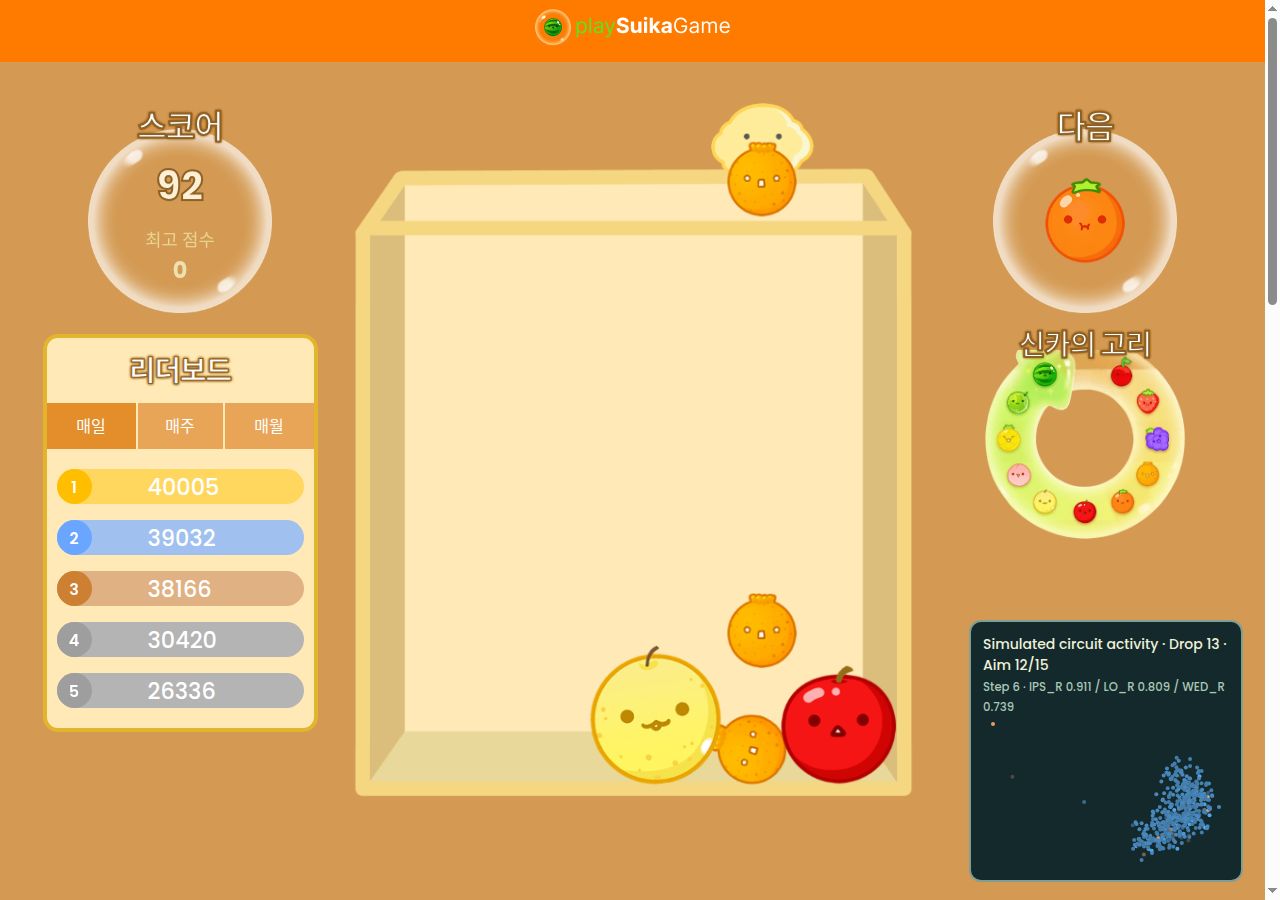 playSuikaGame
스코어
92
최고 점수
0
다음
신카의 고리
리더보드
매일 매주 매월
1 40005
2 39032
3 38166
4 30420
5 26336
Simulated circuit activity · Drop 13 ·
Aim 12/15
Step 6 · IPS_R 0.911 / LO_R 0.809 / WED_R
0.739